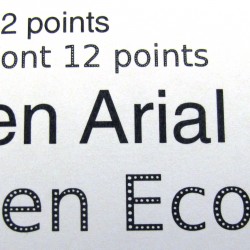 2 points
ont 12 points
en Arial
en Eco